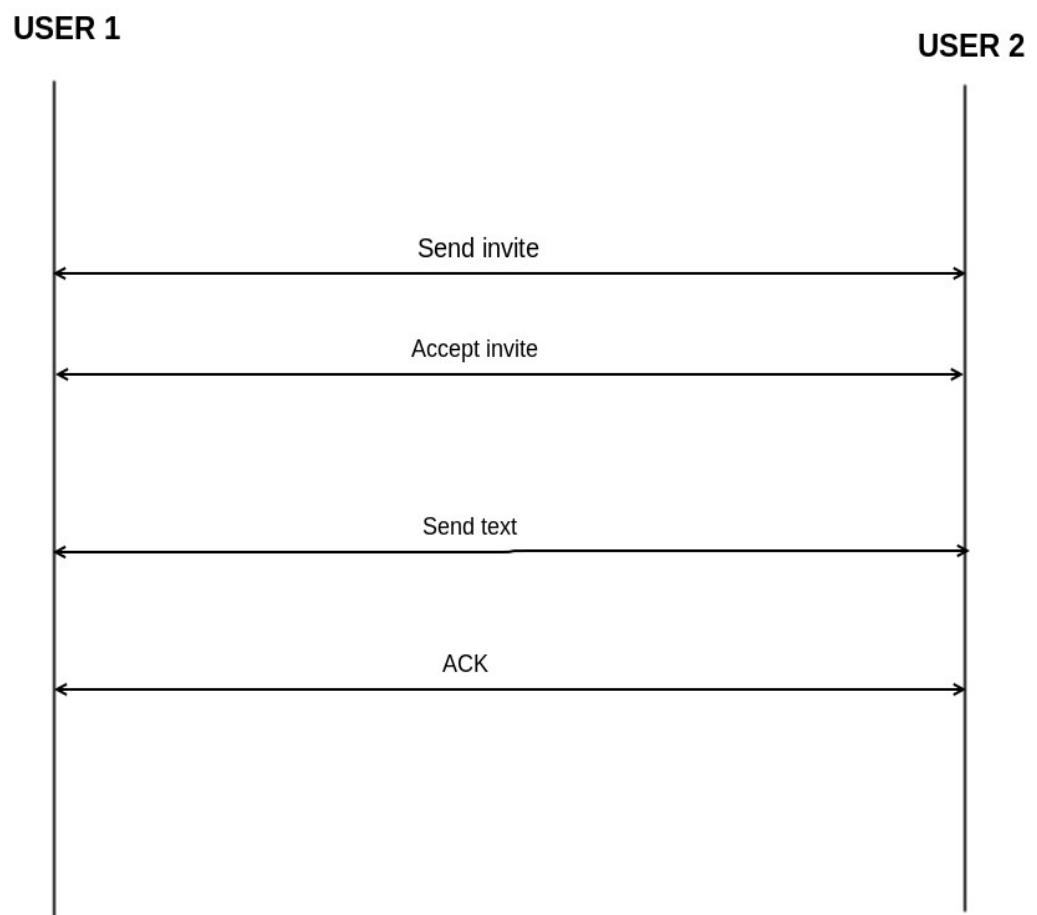 USER 1
USER 2
Send invite
Accept invite
Send text
ACK